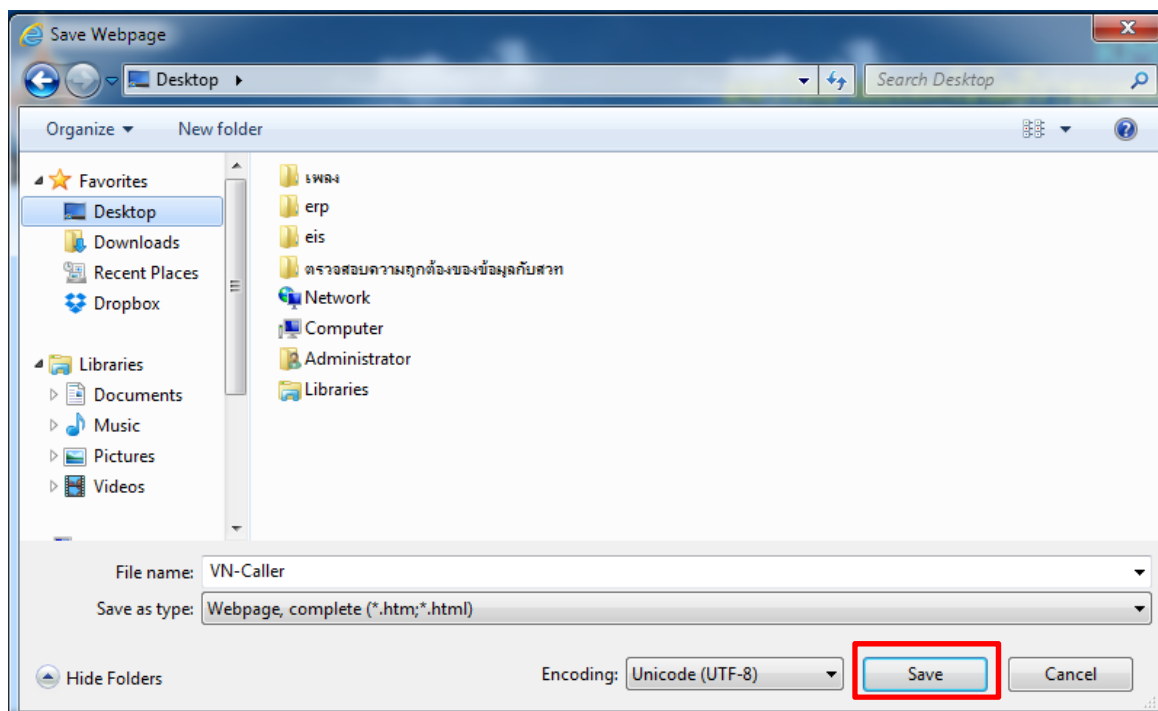 Save Webpage
Desktop
Search Desktop
Organize New folder
Favorites
Desktop
Downloads
Recent Places
Dropbox
Libraries
Documents
Music
Pictures
Videos
เพลง
erp
eis
ตรวจสอบความถูกต้องของข้อมูลกับสวท
Network
Computer
Administrator
Libraries
File name: VN-Caller
Save as type: Webpage, complete (*.htm;*.html)
Hide Folders Encoding: Unicode (UTF-8) Save Cancel